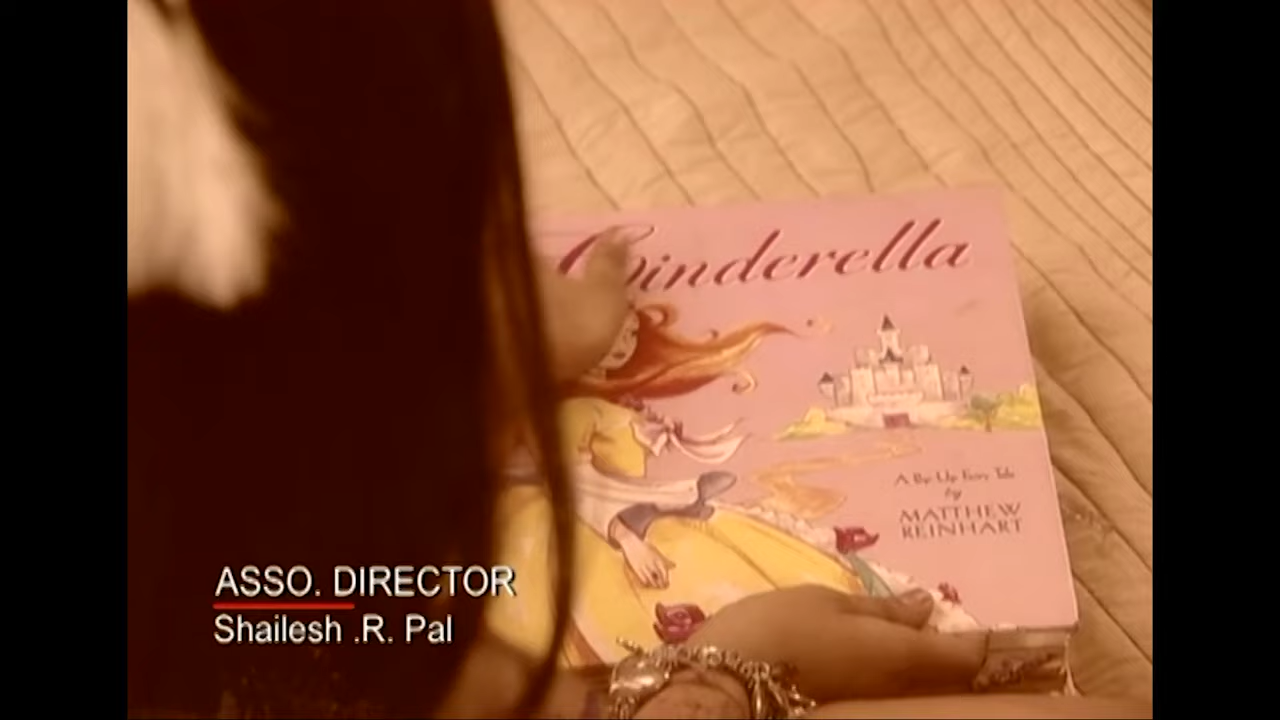 Cinderella
A Pop-Up Fairy Tale
by
MATTHEW
REINHART
ASSO. DIRECTOR
Shailesh .R. Pal